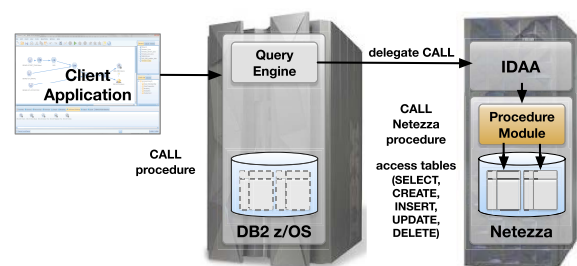 Client
Application
CALL
procedure
Query
Engine
DB2 z/OS
delegate CALL
CALL
Netezza
procedure
access tables
(SELECT,
CREATE,
INSERT,
UPDATE,
DELETE)
IDAA
Procedure
Module
Netezza